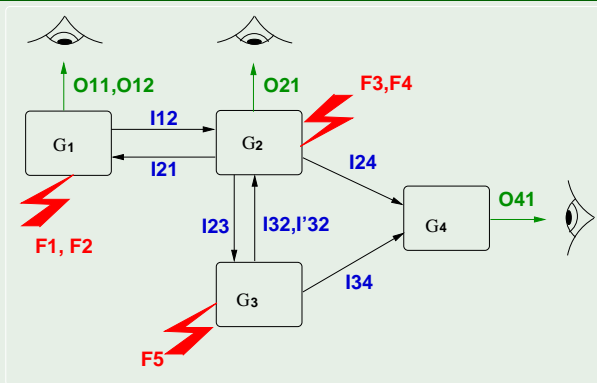 O11,O12
O21
F3,F4
I12
G1
G2
I21
I24
O41
G4
I23
I32,I'32
F1, F2
I34
G3
F5